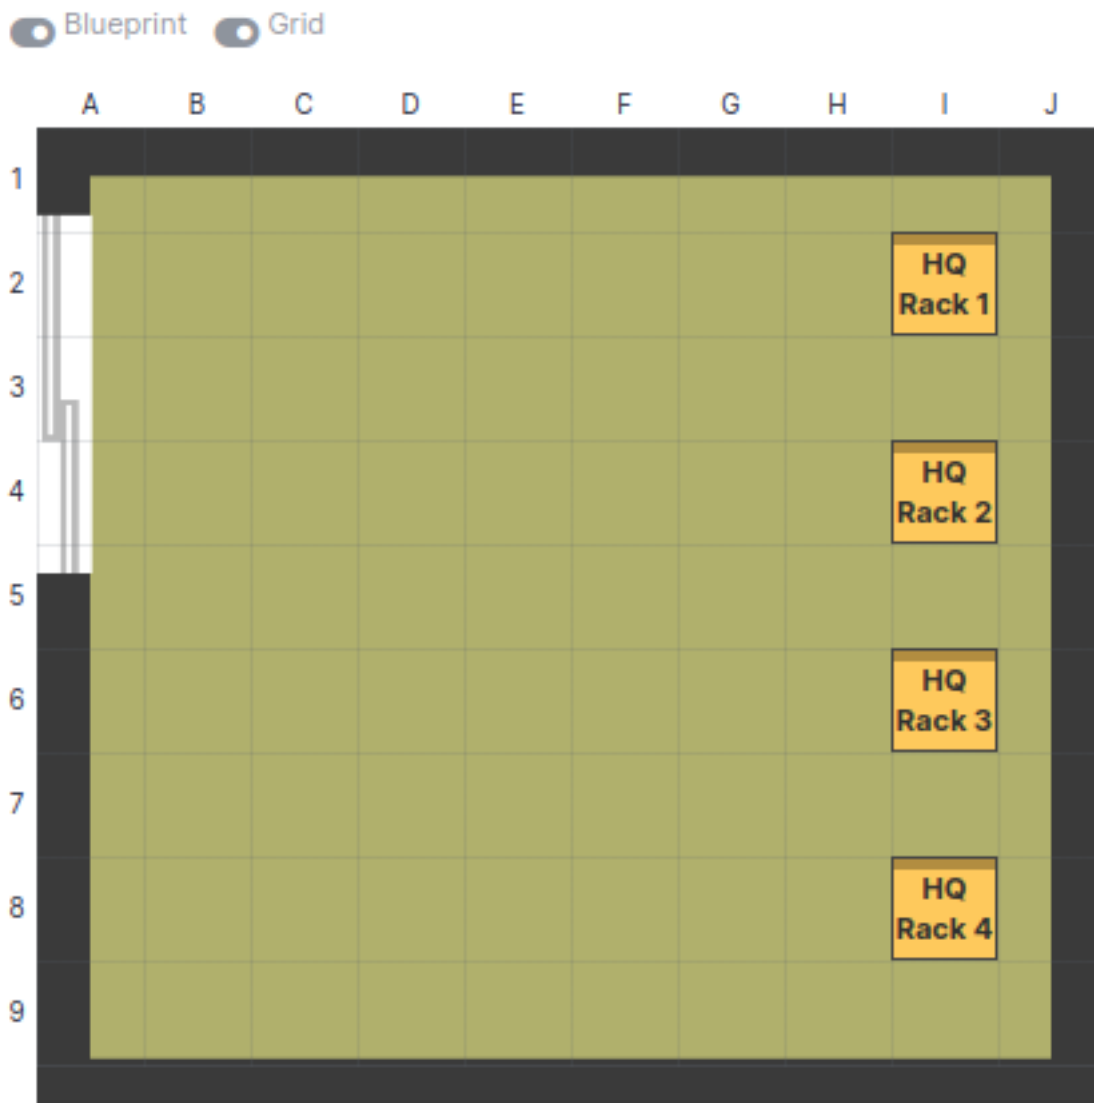 Blueprint Grid
A B C D E F G H I J
1
2
HQ
Rack 1
3
4
HQ
Rack 2
5
6
HQ
Rack 3
7
8
HQ
Rack 4
9